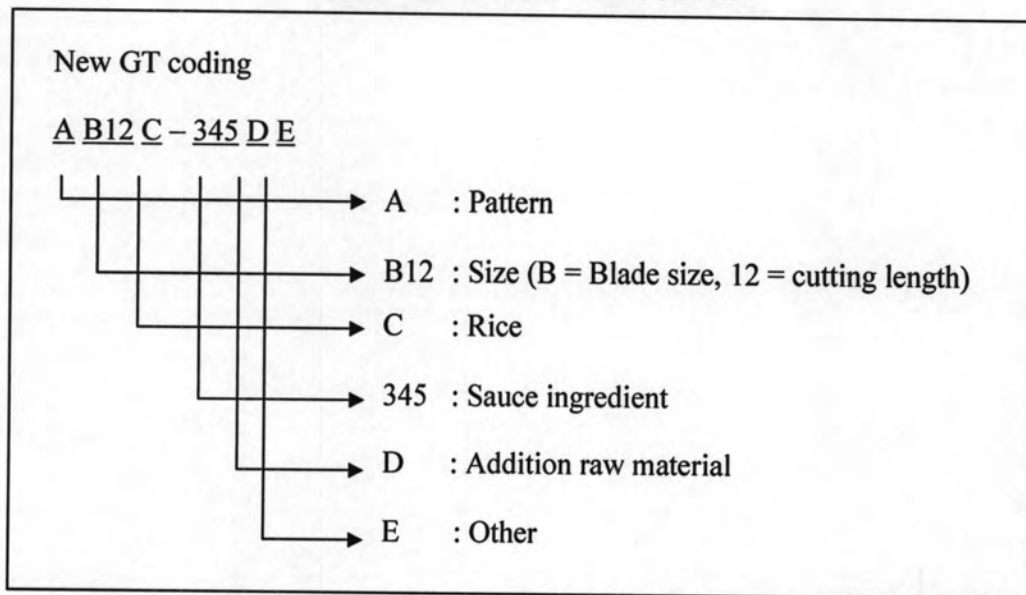 New GT coding
A B12 C – 345 D E
A : Pattern
B12 : Size (B = Blade size, 12 = cutting length)
C : Rice
345 : Sauce ingredient
D : Addition raw material
E : Other